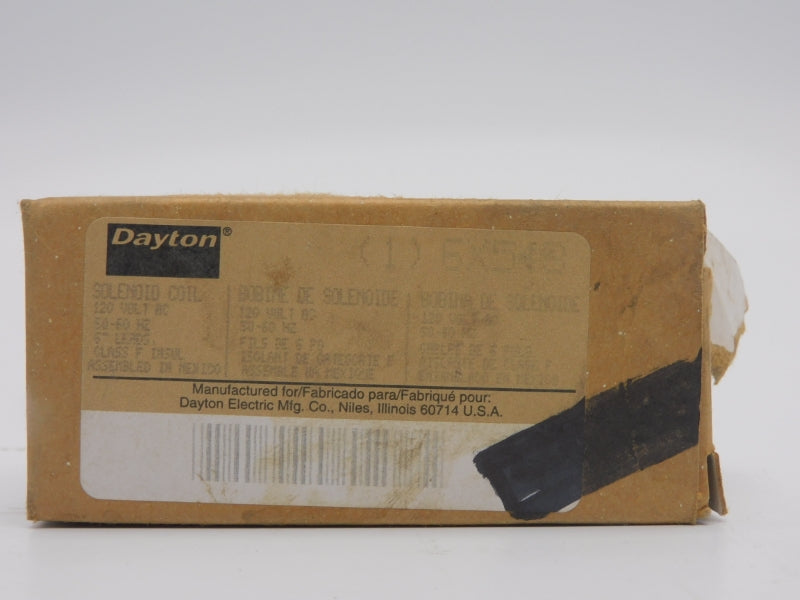 Dayton®
(1) 6X543
SOLENOID COIL
120 VOLT AC
50-60 HZ
6" LEADS,
CLASS F INSUL
ASSEMBLED IN MEXICO
BOBINE DE SOLENOIDE
120 VOLT AC
50-60 HZ
FILS DE 6 PO
ISOLANT DE CATEGORIE F
ASSEMBLE AU MEXIQUE
BOBINA DE SOLENOIDE
120 VOLT AC
50-60 HZ
Manufactured for/Fabricado para/Fabriqué pour:
Dayton Electric Mfg. Co., Niles, Illinois 60714 U.S.A.